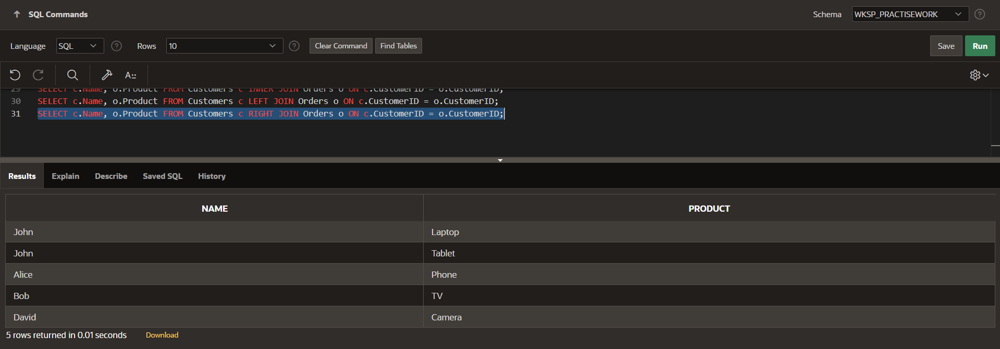 SQL Commands
Schema WKSP_PRACTISEWORK ?
Language SQL ? Rows 10 ? Clear Command Find Tables Save Run
A::
29 SELECT c.Name, o.Product FROM Customers c INNER JOIN Orders o ON c.CustomerID = o.CustomerID;
30 SELECT c.Name, o.Product FROM Customers c LEFT JOIN Orders o ON c.CustomerID = o.CustomerID;
31 SELECT c.Name, o.Product FROM Customers c RIGHT JOIN Orders o ON c.CustomerID = o.CustomerID;
Results Explain Describe Saved SQL History
NAME PRODUCT
John Laptop
John Tablet
Alice Phone
Bob TV
David Camera
5 rows returned in 0.01 seconds Download